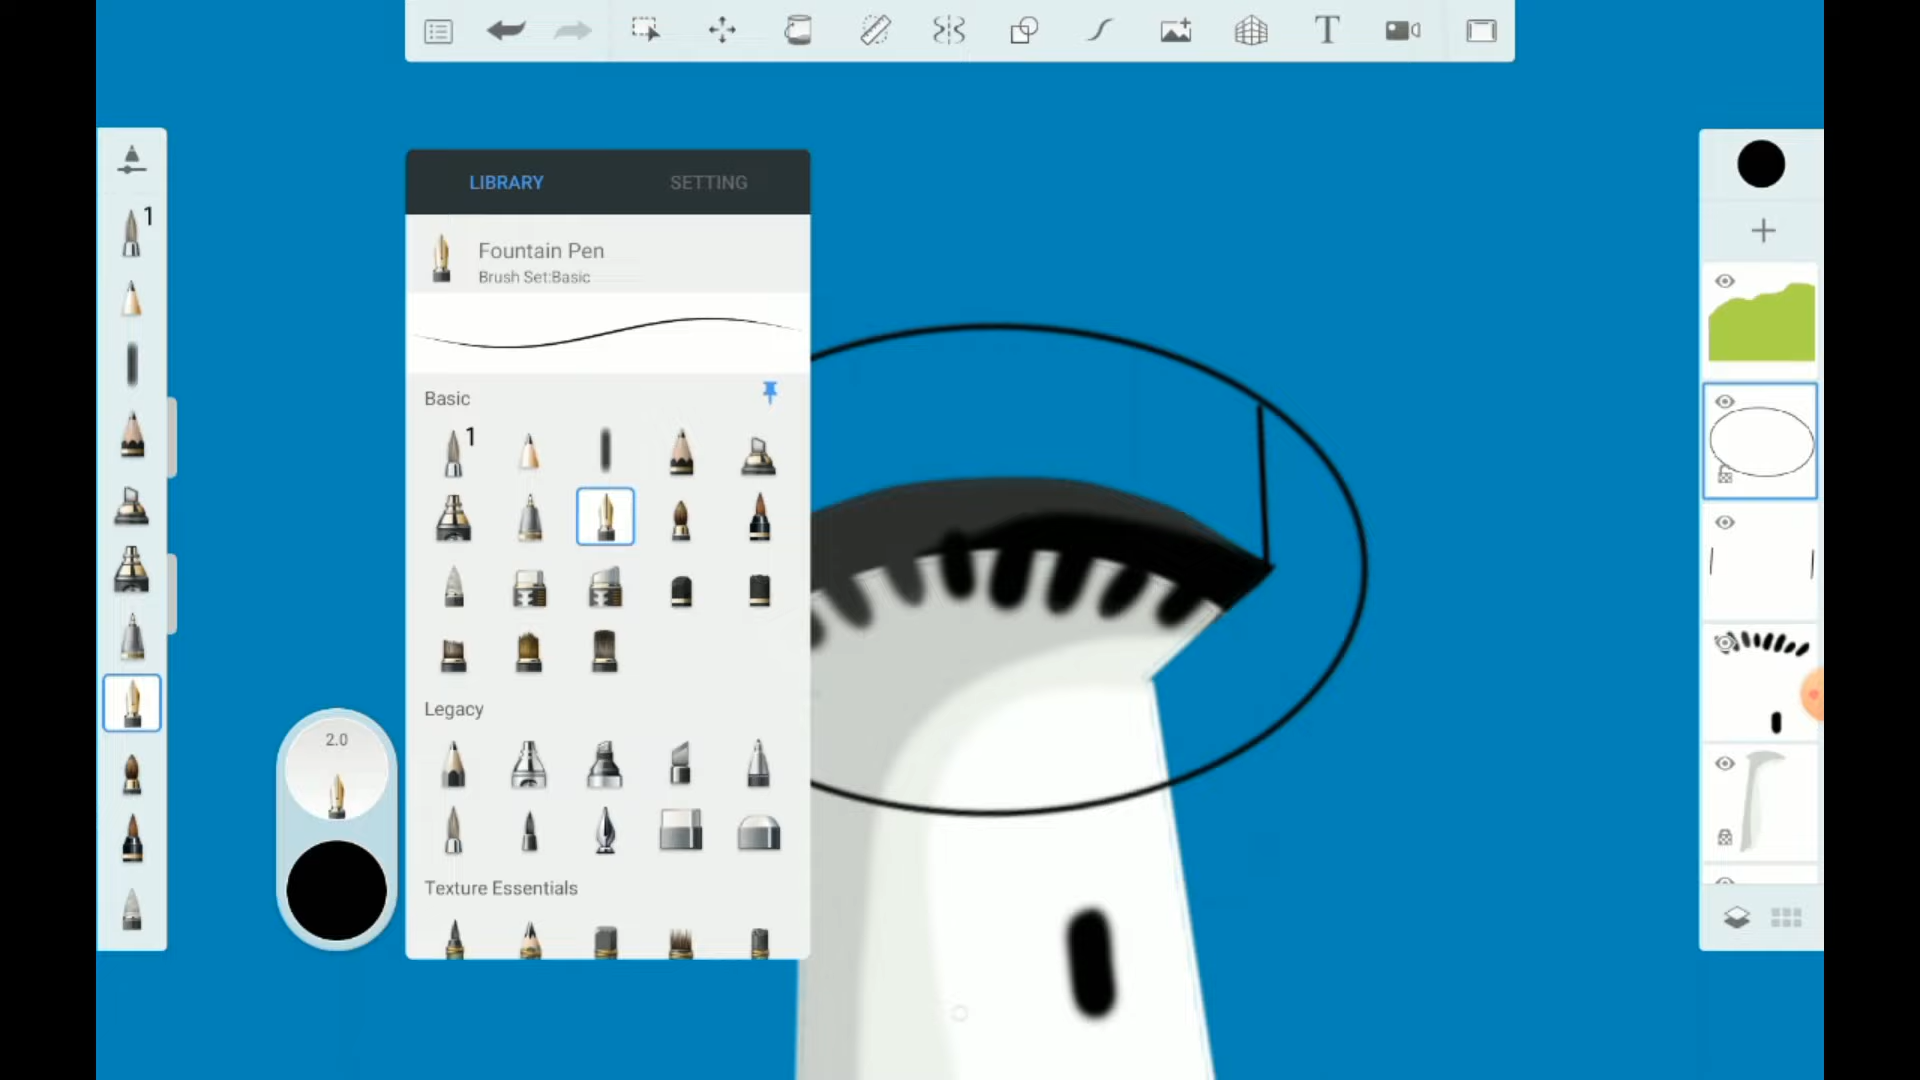 T
1
LIBRARY SETTING
Fountain Pen
Brush Set:Basic
Basic
1
2.0
Legacy
Texture Essentials